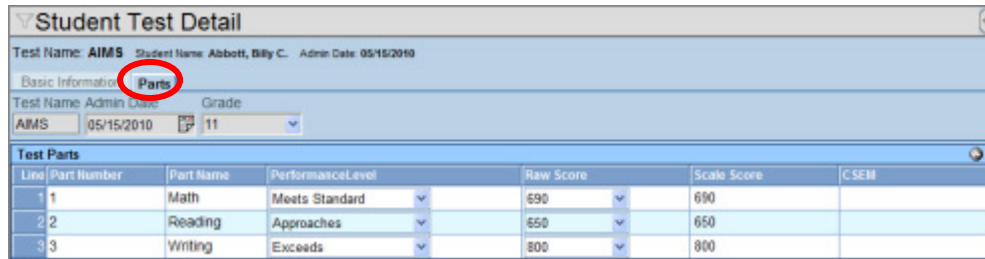 Student Test Detail
Test Name: AIMS Student Name: Abbott, Billy C. Admin Date: 05/15/2010
Basic Information Parts
Test Name Admin Date Grade
AIMS 05/15/2010 11
Test Parts
Line Part Number Part Name PerformanceLevel Raw Score Scale Score CSEM
1 1 Math Meets Standard 690 690
2 2 Reading Approaches 650 650
3 3 Writing Exceeds 800 800